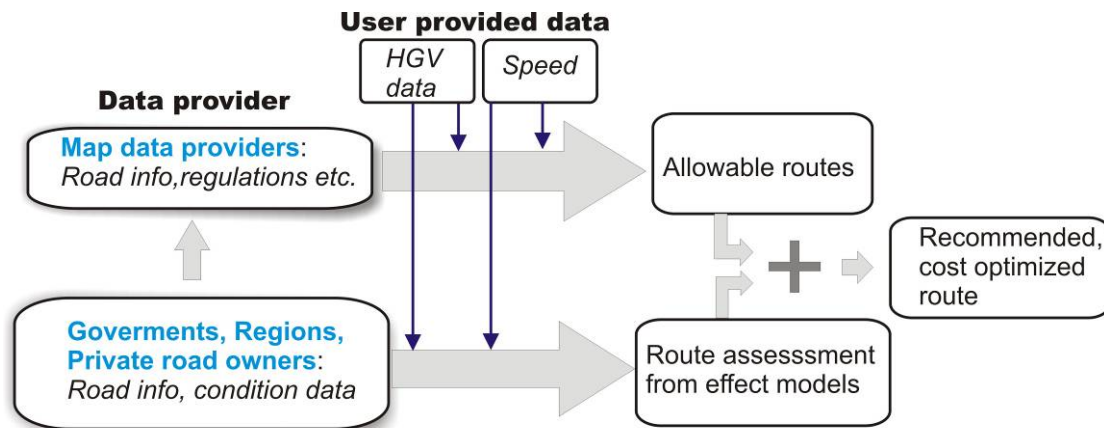 User provided data
HGV
data
Speed
Data provider
Map data providers:
Road info,regulations etc.
Allowable routes
Recommended,
cost optimized
route
Goverments, Regions,
Private road owners:
Road info, condition data
Route assesssment
from effect models